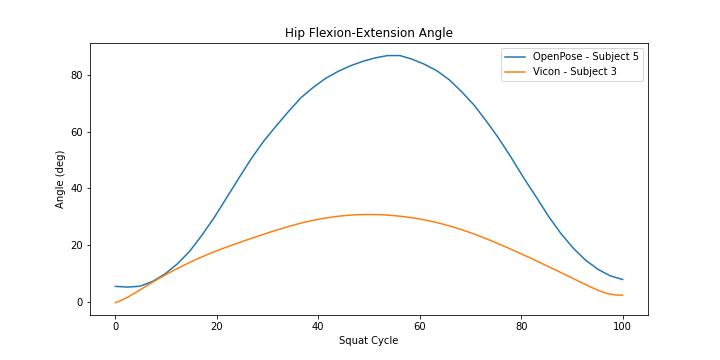 Hip Flexion-Extension Angle
OpenPose - Subject 5
Vicon - Subject 3
Angle (deg)
80
60
40
20
0
0 20 40 60 80 100
Squat Cycle